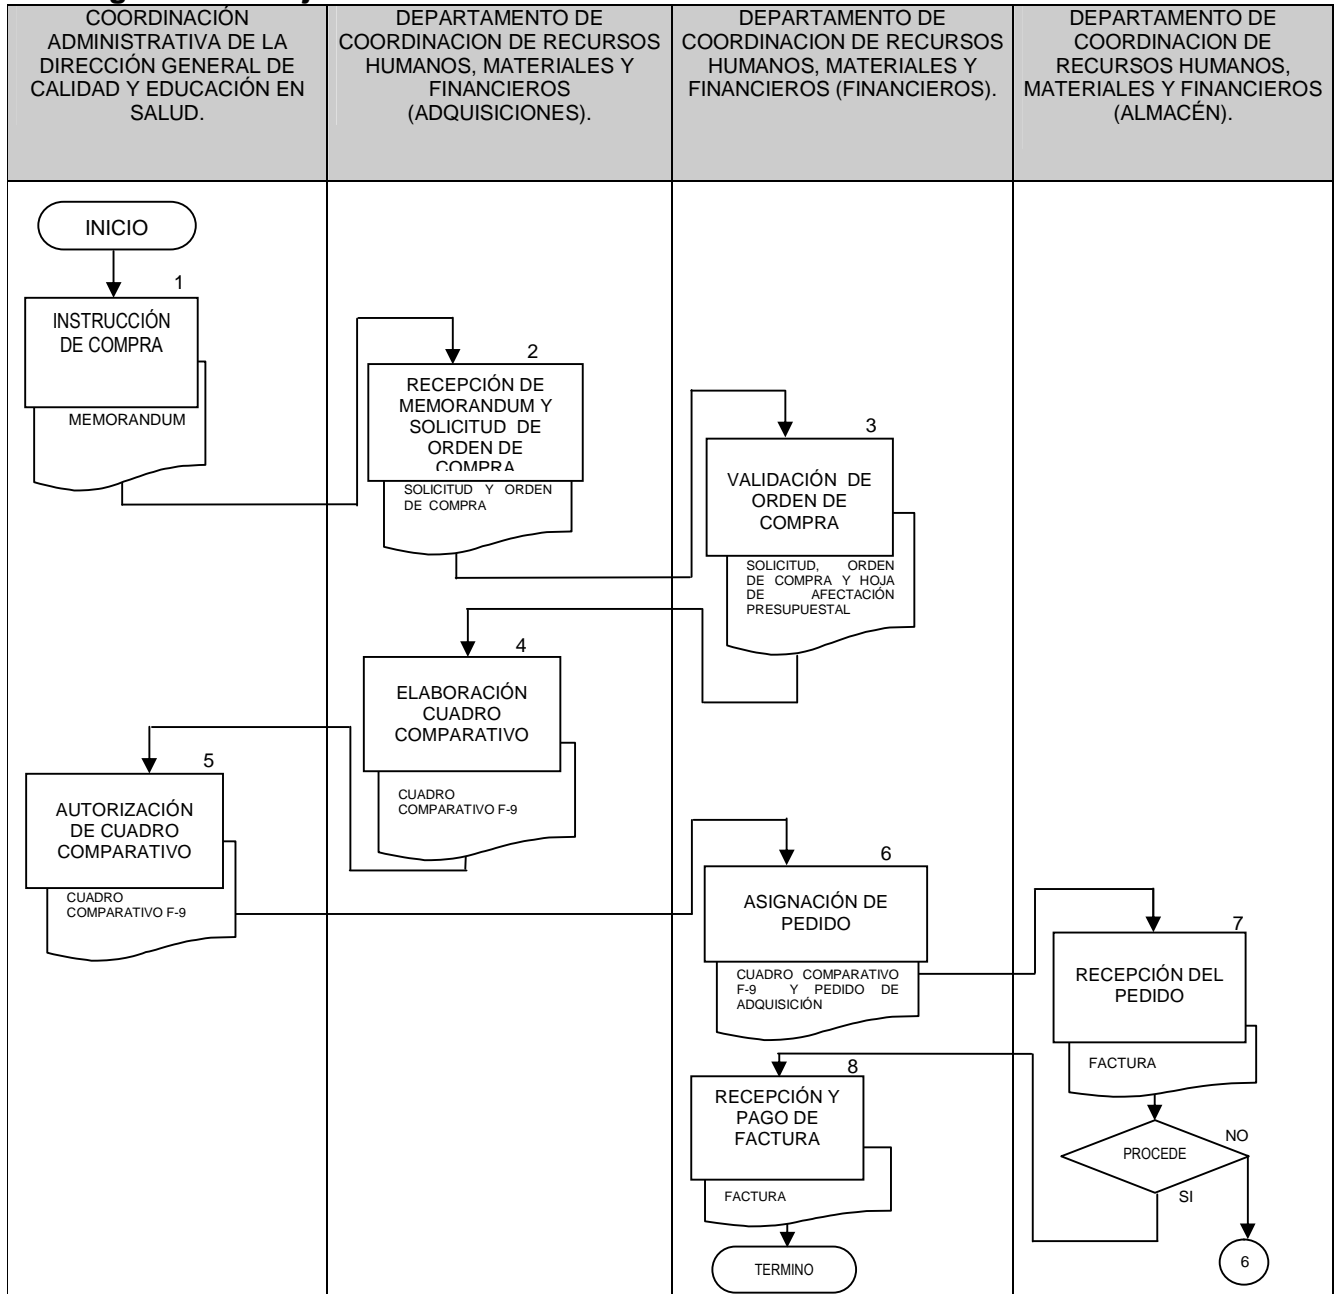 COORDINACIÓN
ADMINISTRATIVA DE LA
DIRECCIÓN GENERAL DE
CALIDAD Y EDUCACIÓN EN
SALUD.
DEPARTAMENTO DE
COORDINACION DE RECURSOS
HUMANOS, MATERIALES Y
FINANCIEROS
(ADQUISICIONES).
DEPARTAMENTO DE
COORDINACION DE RECURSOS
HUMANOS, MATERIALES Y
FINANCIEROS (FINANCIEROS).
DEPARTAMENTO DE
COORDINACION DE
RECURSOS HUMANOS,
MATERIALES Y FINANCIEROS
(ALMACÉN).
INICIO
1
INSTRUCCIÓN
DE COMPRA
MEMORANDUM
2
RECEPCIÓN DE
MEMORANDUM Y
SOLICITUD DE
ORDEN DE
COMPRA
SOLICITUD Y ORDEN
DE COMPRA
3
VALIDACIÓN DE
ORDEN DE
COMPRA
SOLICITUD, ORDEN
DE COMPRA Y HOJA
DE AFECTACIÓN
PRESUPUESTAL
4
ELABORACIÓN
CUADRO
COMPARATIVO
CUADRO
COMPARATIVO F-9
5
AUTORIZACIÓN
DE CUADRO
COMPARATIVO
CUADRO
COMPARATIVO F-9
6
ASIGNACIÓN DE
PEDIDO
CUADRO COMPARATIVO
F-9 Y PEDIDO DE
ADQUISICIÓN
7
RECEPCIÓN DEL
PEDIDO
FACTURA
PROCEDE
NO
SI
6
8
RECEPCIÓN Y
PAGO DE
FACTURA
FACTURA
TERMINO